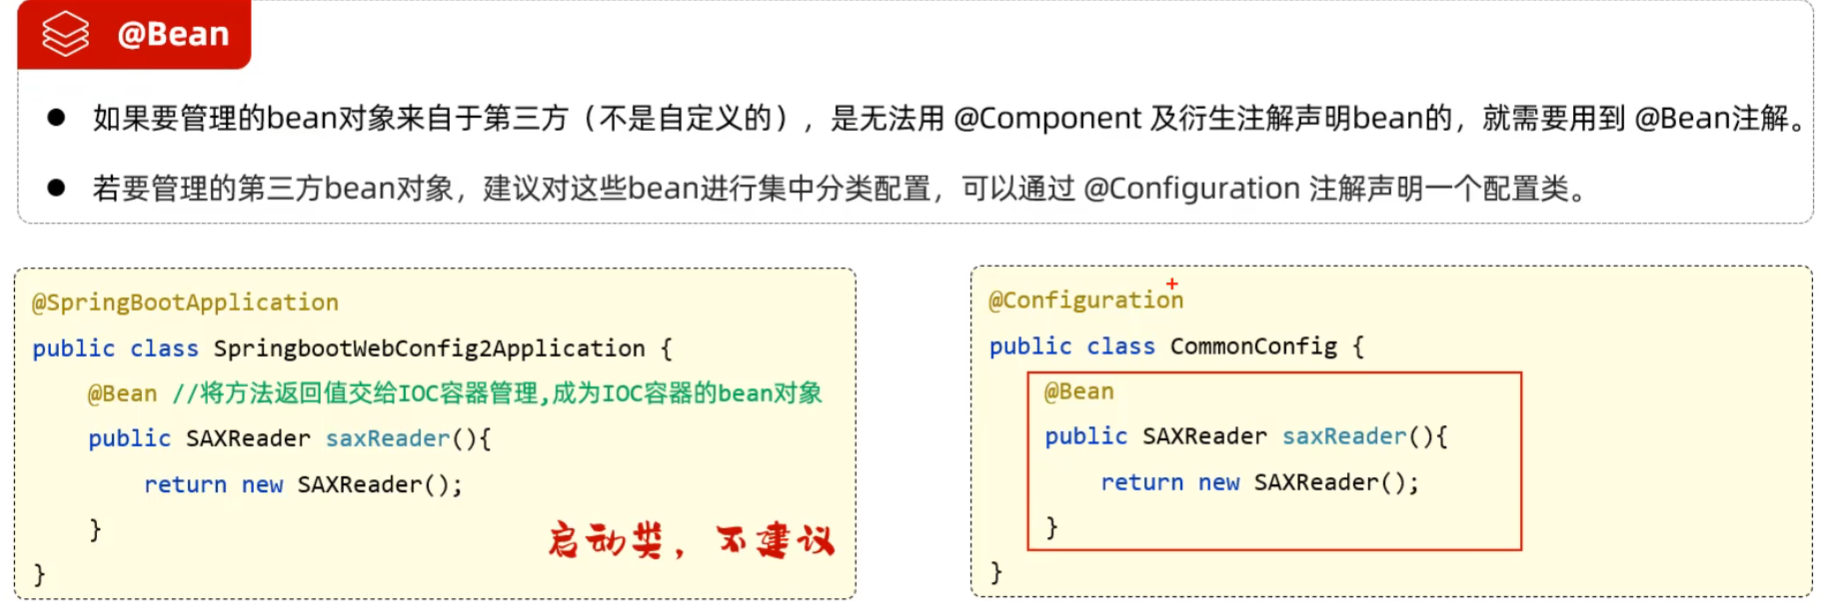 @Bean
如果要管理的bean对象来自于第三方（不是自定义的），是无法用 @Component 及衍生注解声明bean的，就需要用到 @Bean注解。
若要管理的第三方bean对象，建议对这些bean进行集中分类配置，可以通过 @Configuration 注解声明一个配置类。
@SpringBootApplication
public class SpringbootWebConfig2Application {
@Bean //将方法返回值交给IOC容器管理,成为IOC容器的bean对象
public SAXReader saxReader(){
return new SAXReader();
}
}
启动类，不建议
@Configuration
public class CommonConfig {
@Bean
public SAXReader saxReader(){
return new SAXReader();
}
}